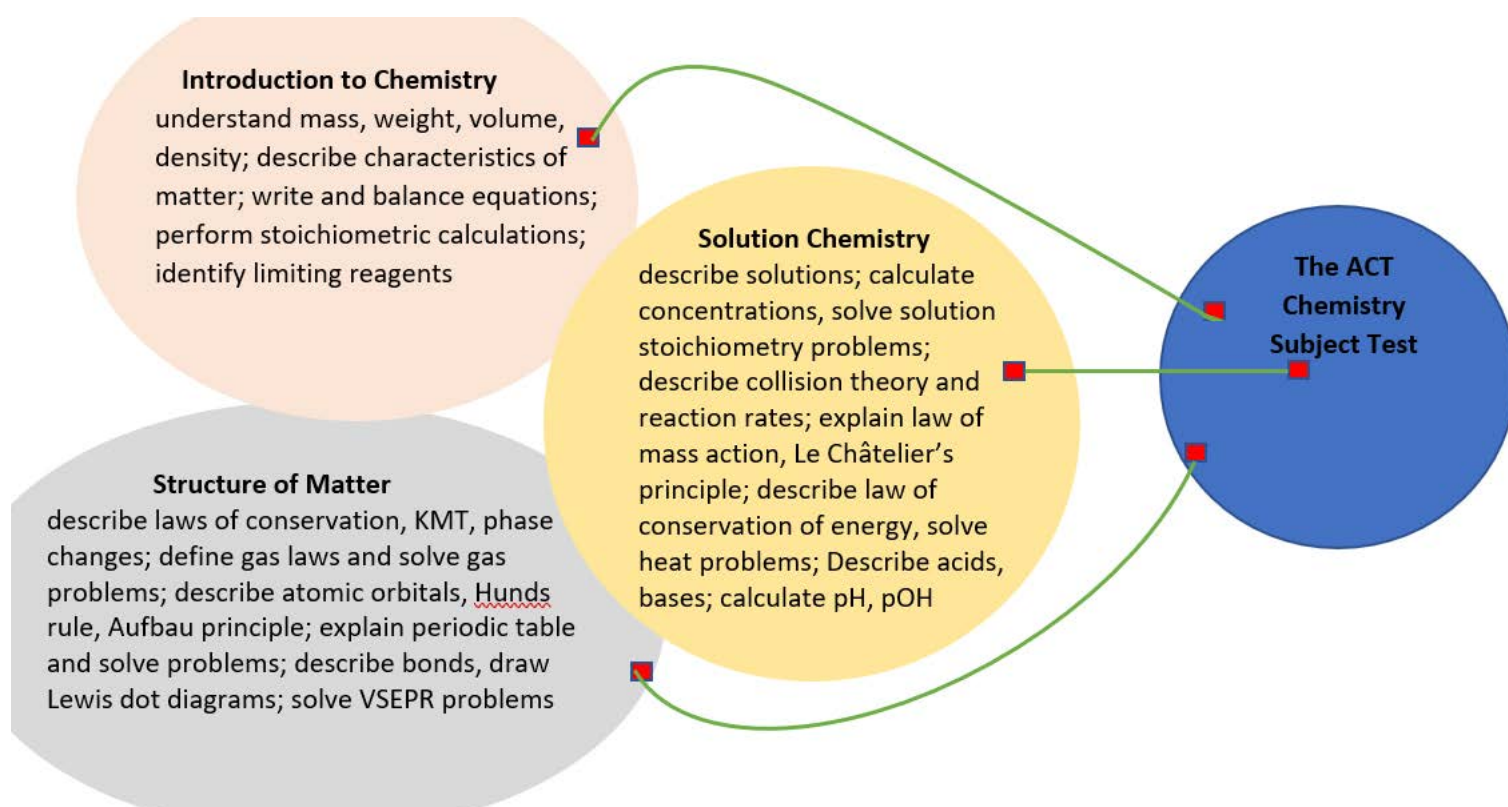 Introduction to Chemistry
understand mass, weight, volume,
density; describe characteristics of
matter; write and balance equations;
perform stoichiometric calculations;
identify limiting reagents
Solution Chemistry
describe solutions; calculate
concentrations, solve solution
stoichiometry problems;
describe collision theory and
reaction rates; explain law of
mass action, Le Châtelier’s
principle; describe law of
conservation of energy, solve
heat problems; Describe acids,
bases; calculate pH, pOH
The ACT
Chemistry
Subject Test
Structure of Matter
describe laws of conservation, KMT, phase
changes; define gas laws and solve gas
problems; describe atomic orbitals, Hunds
rule, Aufbau principle; explain periodic table
and solve problems; describe bonds, draw
Lewis dot diagrams; solve VSEPR problems